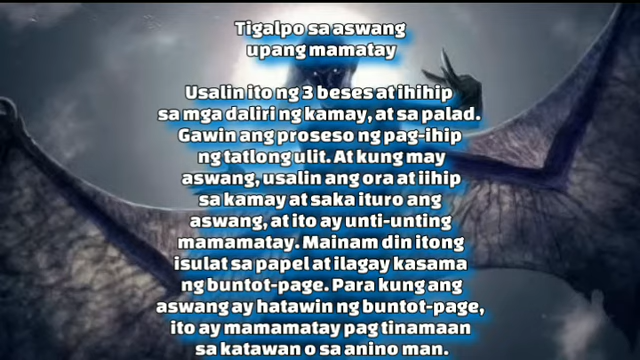 Tigalpo sa aswang
upang mamatay
Usalin ito ng 3 beses at ihihip
sa mga daliri ng kamay, at sa palad.
Gawin ang proseso ng pag-ihip
ng tatlong ulit. At kung may
aswang, usalin ang ora at iihip
sa kamay at saka ituro ang
aswang, at ito ay unti-unting
mamamatay. Mainam din itong
isulat sa papel at ilagay kasama
ng buntot-page. Para kung ang
aswang ay hatawin ng buntot-page,
ito ay mamamatay pag tinamaan
sa katawan o sa anino man.